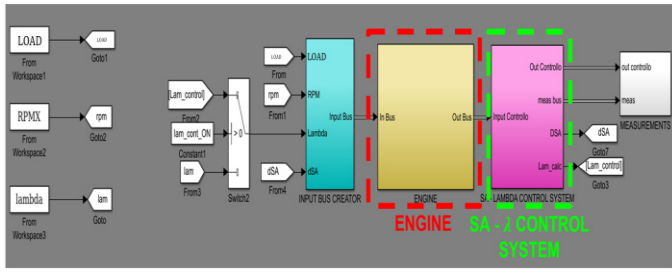 LOAD
From
Workspace1
LOAD
Goto1
RPMX
From
Workspace2
rpm
Goto2
lambda
From
Workspace3
lam
Goto
[Lam_control]
From2
lam_cont_ON
Constant1
lam
From3
> 0
Switch2
LOAD
From
rpm
From1
dSA
From4
LOAD
RPM
Lambda
dSA
Input Bus
INPUT BUS CREATOR
In Bus
Out Bus
ENGINE
ENGINE
Input Controllo
Out Controllo
meas bus
DSA
Lam_calc
SA - LAMBDA CONTROL SYSTEM
SA - λ CONTROL
SYSTEM
dSA
Goto7
[Lam_control]
Goto3
out controllo
meas
MEASUREMENTS